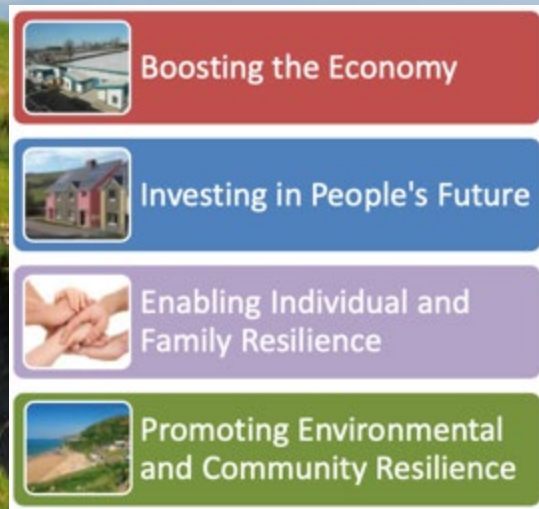 Boosting the Economy
Investing in People's Future
Enabling Individual and
Family Resilience
Promoting Environmental
and Community Resilience